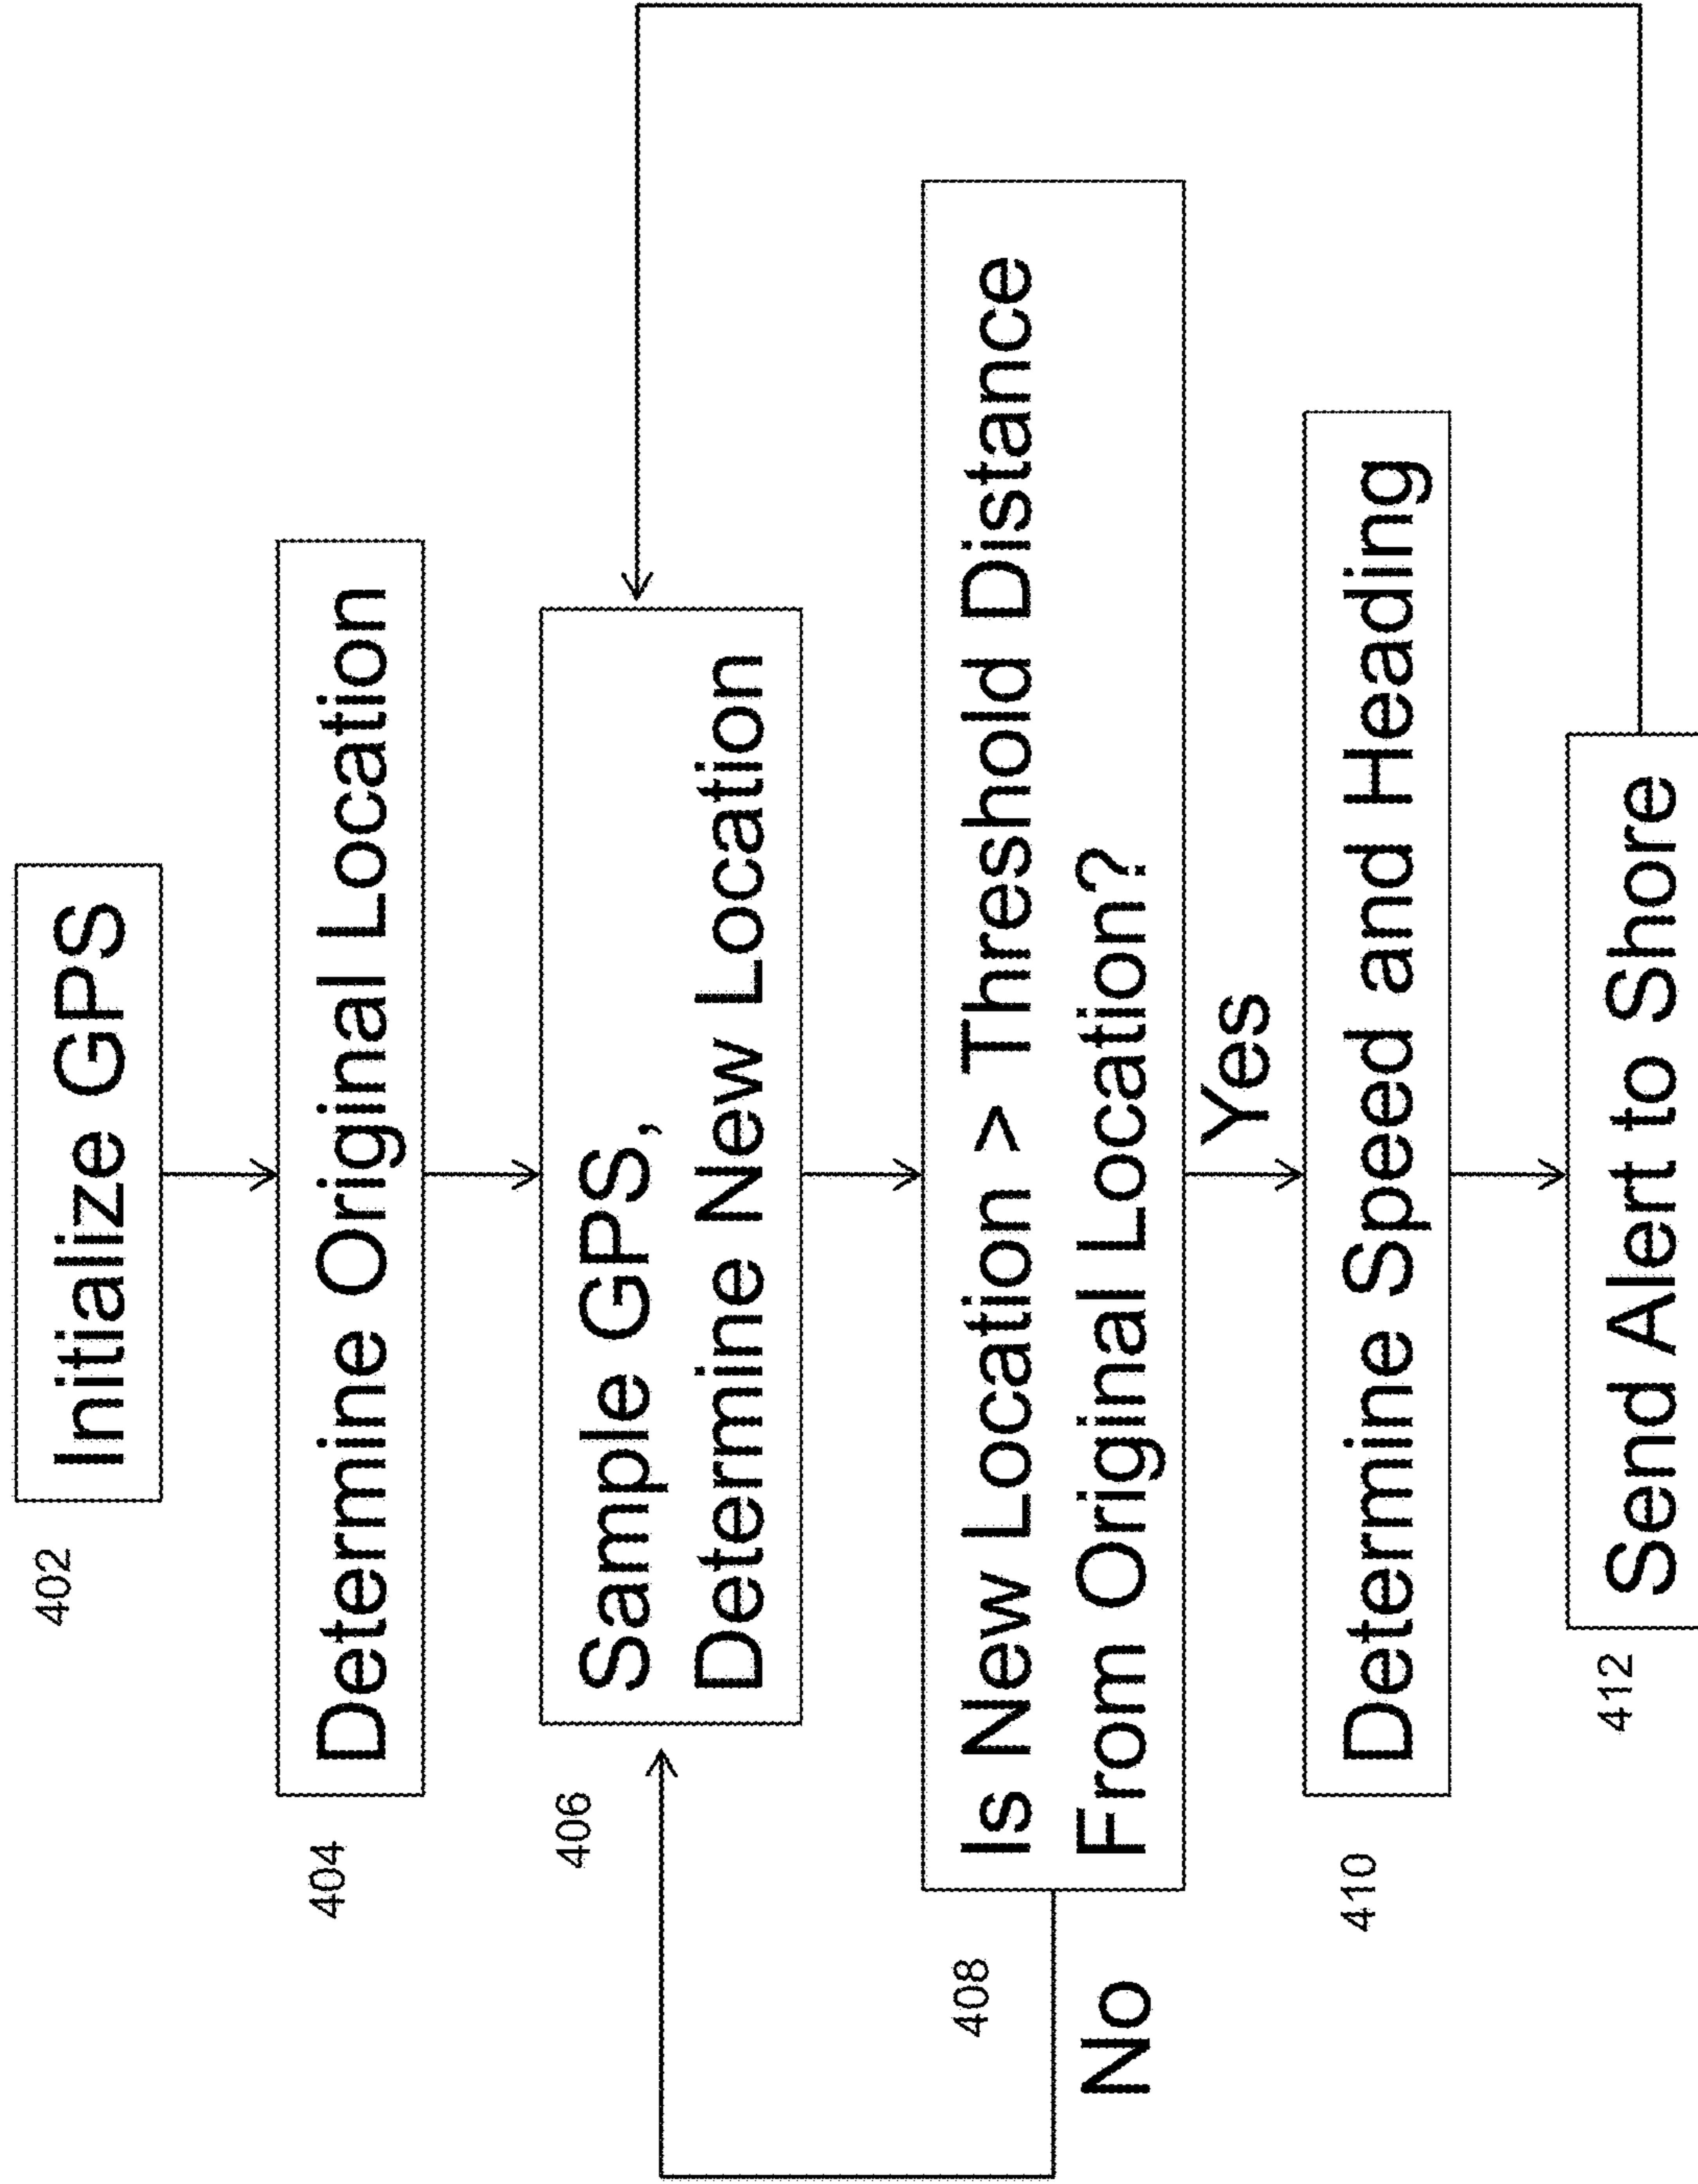 402
Initialize GPS
404
Determine Original Location
406
Sample GPS,
Determine New Location
408
Is New Location > Threshold Distance
From Original Location?
No
Yes
410
Determine Speed and Heading
412
Send Alert to Shore